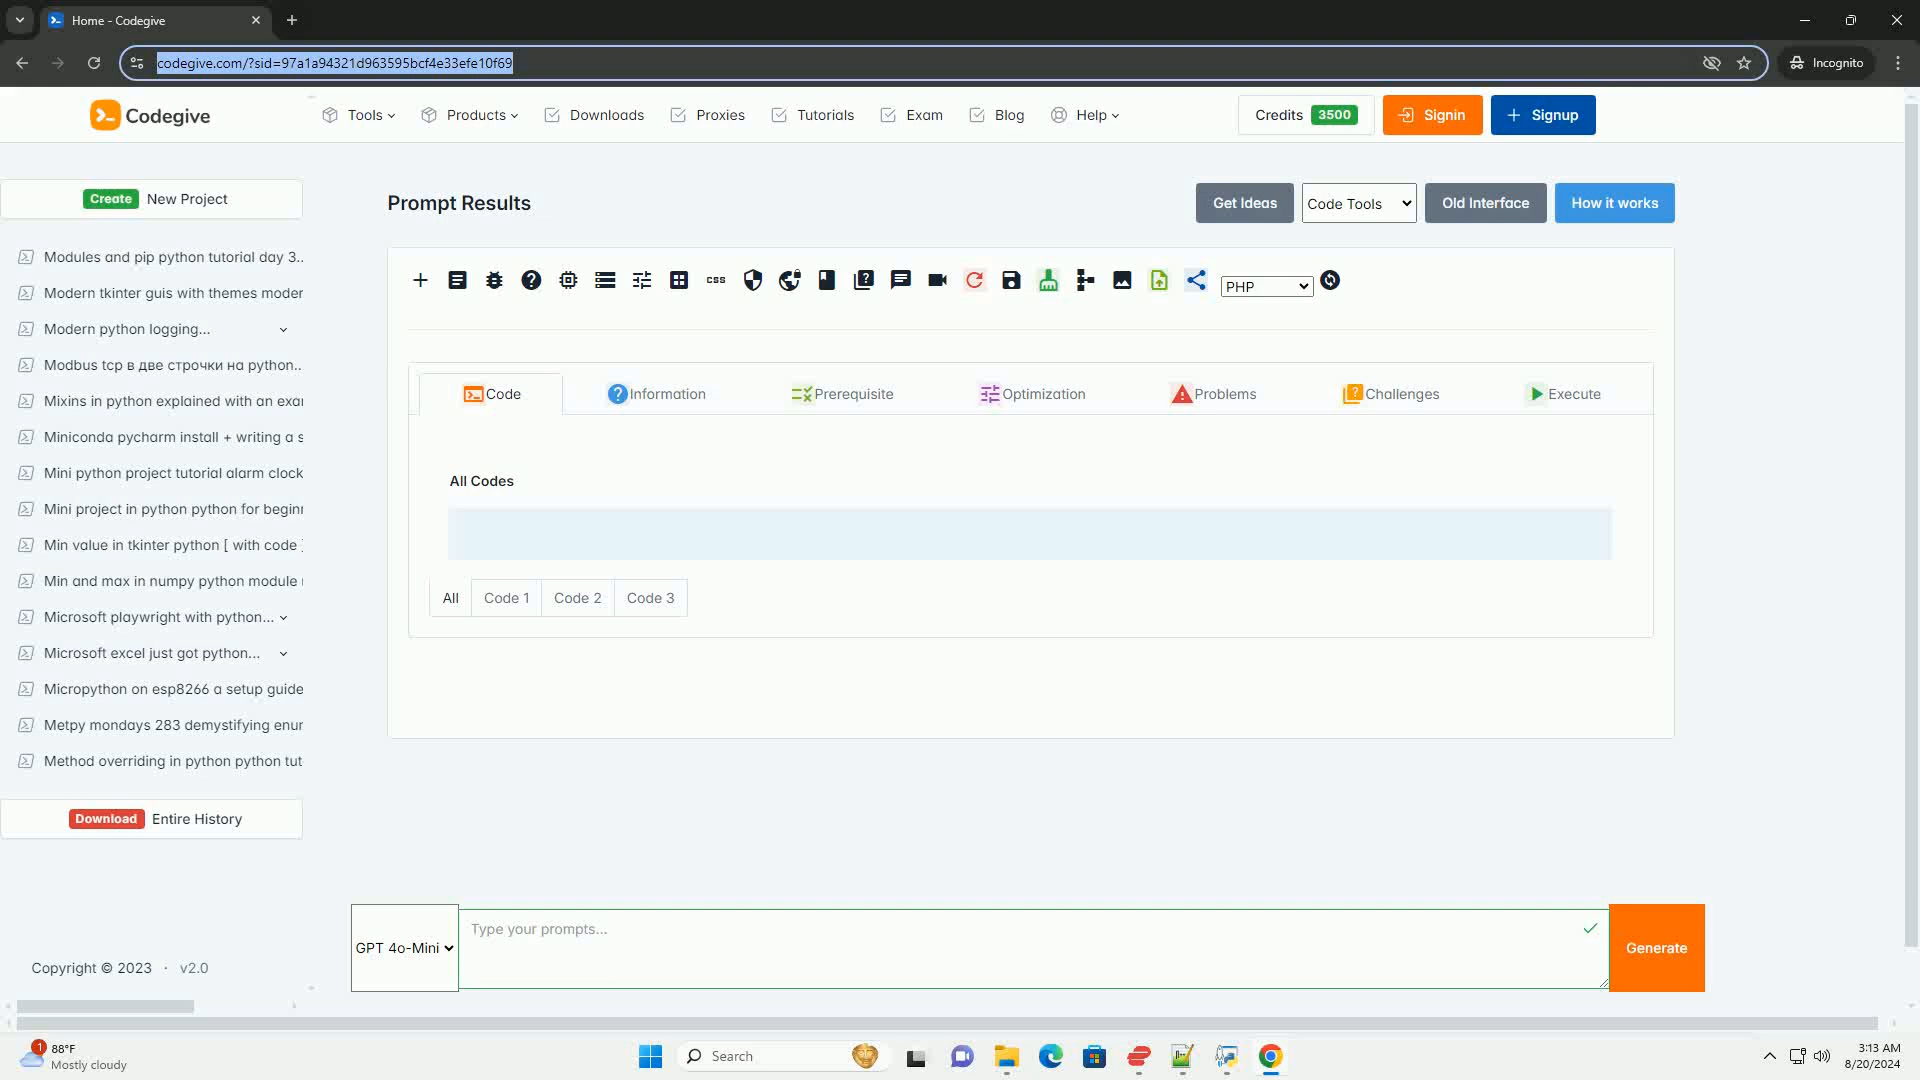 Home - Codegive
codegive.com/?sid=97a1a94321d963595bcf4e33efe10f69
Incognito
Codegive
Tools
Products
Downloads
Proxies
Tutorials
Exam
Blog
Help
Credits 3500
Signin
Signup
Create New Project
Prompt Results
Get Ideas
Code Tools
Old Interface
How it works
Modules and pip python tutorial day 3...
Modern tkinter guis with themes moder
Modern python logging...
Modbus tcp в две строчки на python...
Mixins in python explained with an exa
Miniconda pycharm install + writing a s
Mini python project tutorial alarm clock
Mini project in python python for begin
Min value in tkinter python [ with code ]
Min and max in numpy python module
Microsoft playwright with python...
Microsoft excel just got python...
Micropython on esp8266 a setup guide
Metpy mondays 283 demystifying enu
Method overriding in python python tut
css
PHP
Code
Information
Prerequisite
Optimization
Problems
Challenges
Execute
All Codes
All
Code 1
Code 2
Code 3
Download Entire History
GPT 4o-Mini
Type your prompts...
Generate
Copyright © 2023 · v2.0
1
88°F
Mostly cloudy
Search
3:13 AM
8/20/2024